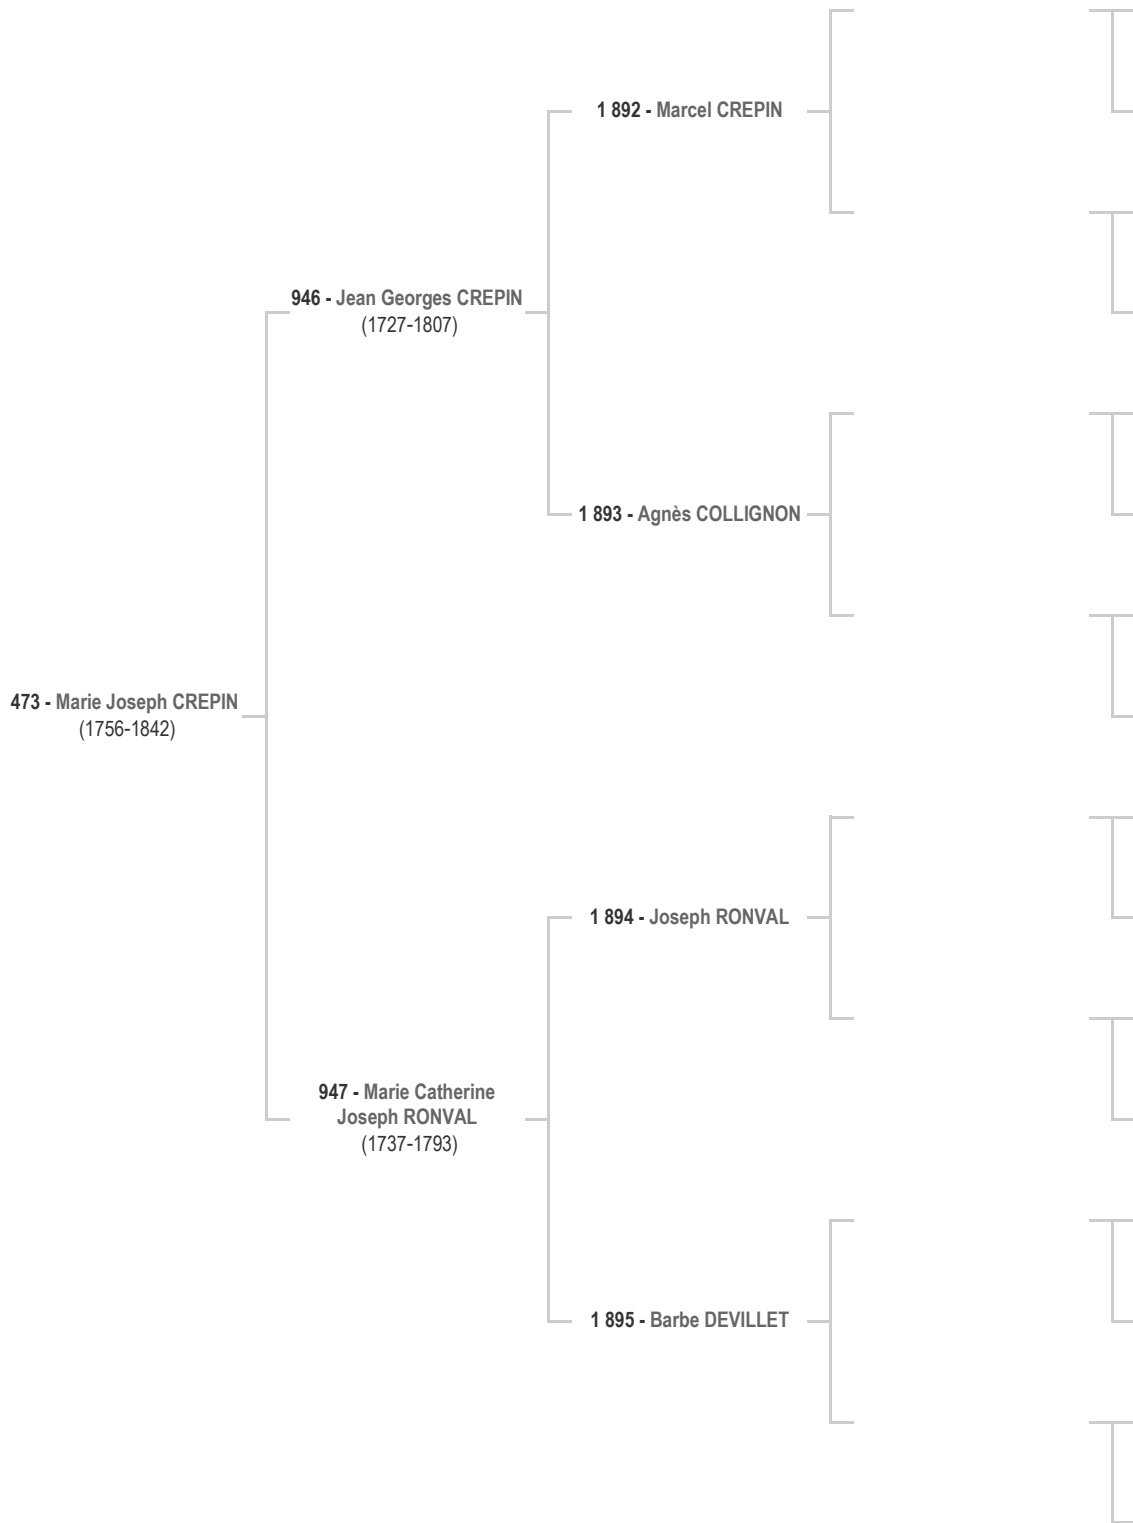 1 892 - Marcel CREPIN
946 - Jean Georges CREPIN
(1727-1807)
1 893 - Agnès COLLIGNON
473 - Marie Joseph CREPIN
(1756-1842)
1 894 - Joseph RONVAL
947 - Marie Catherine
Joseph RONVAL
(1737-1793)
1 895 - Barbe DEVILLET